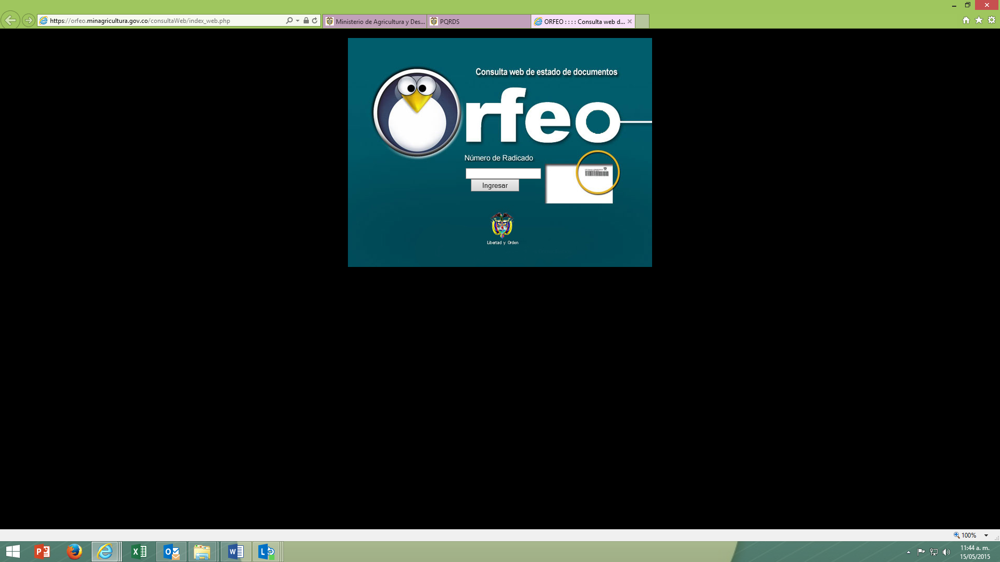 https://orfeo.minagricultura.gov.co/consultaWeb/index_web.php
Ministerio de Agricultura y Des...
PQRDS
ORFEO : : : : Consulta web d...
Consulta web de estado de documentos
Orfeo
Número de Radicado
Ingresar
Libertad y Orden
100%
11:44 a. m.
15/05/2015